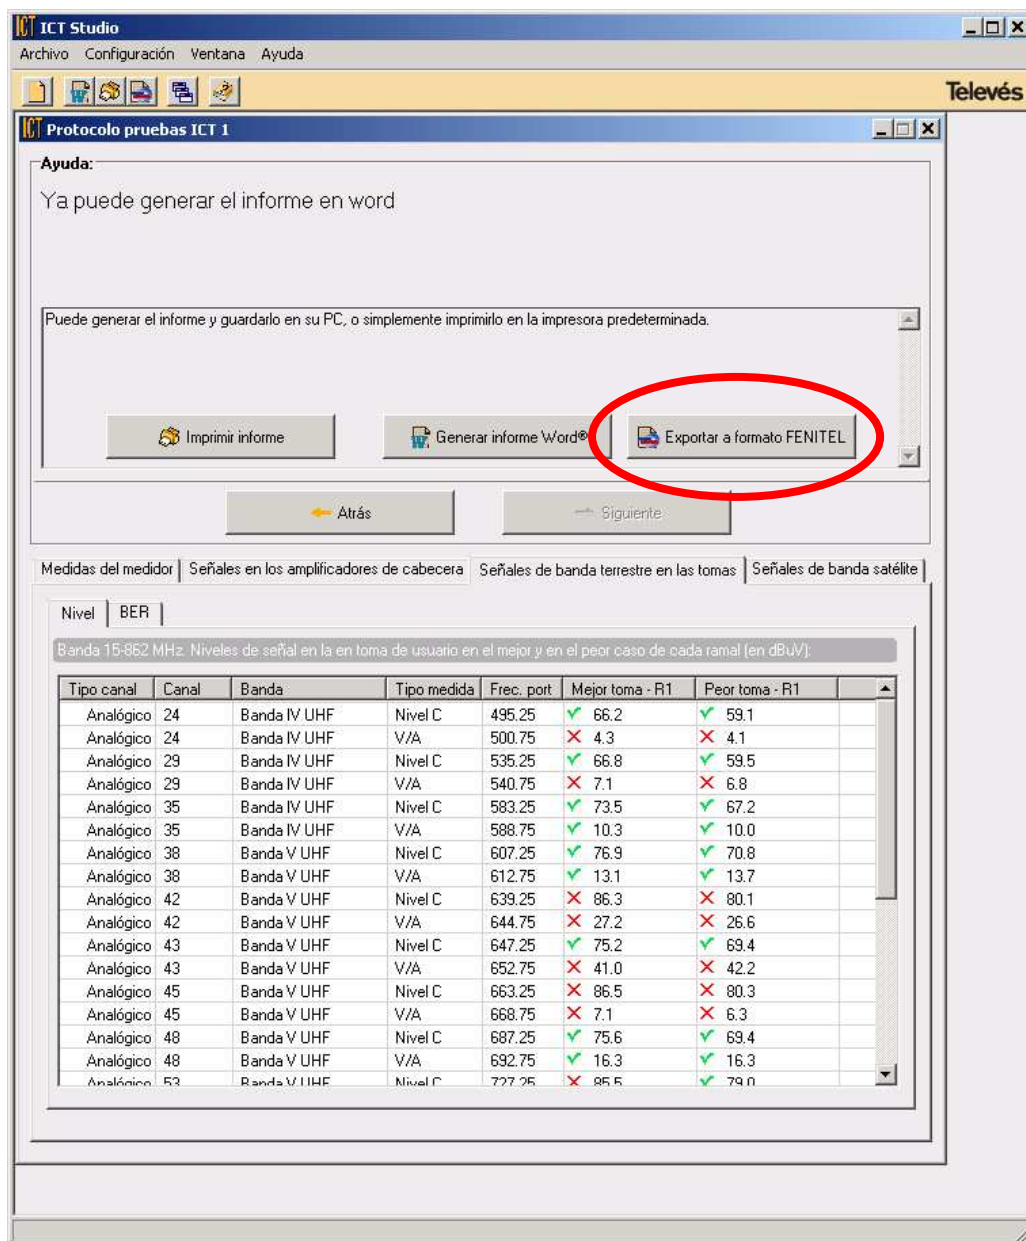 ICT ICT Studio
Archivo Configuración Ventana Ayuda
Televés
ICT Protocolo pruebas ICT 1
Ayuda:
Ya puede generar el informe en word
Puede generar el informe y guardarlo en su PC, o simplemente imprimirlo en la impresora predeterminada.
Imprimir informe Generar informe Word® Exportar a formato FENITEL
Atrás Siguiente
Medidas del medidor Señales en los amplificadores de cabecera Señales de banda terrestre en las tomas Señales de banda satélite
Nivel BER
Banda 15-862 MHz. Niveles de señal en la en toma de usuario en el mejor y en el peor caso de cada ramal (en dBuV):
Tipo canal Canal Banda Tipo medida Frec. port Mejor toma - R1 Peor toma - R1
Analógico 24 Banda IV UHF Nivel C 495.25 66.2 59.1
Analógico 24 Banda IV UHF V/A 500.75 4.3 4.1
Analógico 29 Banda IV UHF Nivel C 535.25 66.8 59.5
Analógico 29 Banda IV UHF V/A 540.75 7.1 6.8
Analógico 35 Banda IV UHF Nivel C 583.25 73.5 67.2
Analógico 35 Banda IV UHF V/A 588.75 10.3 10.0
Analógico 38 Banda V UHF Nivel C 607.25 76.9 70.8
Analógico 38 Banda V UHF V/A 612.75 13.1 13.7
Analógico 42 Banda V UHF Nivel C 639.25 86.3 80.1
Analógico 42 Banda V UHF V/A 644.75 27.2 26.6
Analógico 43 Banda V UHF Nivel C 647.25 75.2 69.4
Analógico 43 Banda V UHF V/A 652.75 41.0 42.2
Analógico 45 Banda V UHF Nivel C 663.25 86.5 80.3
Analógico 45 Banda V UHF V/A 668.75 7.1 6.3
Analógico 48 Banda V UHF Nivel C 687.25 75.6 69.4
Analógico 48 Banda V UHF V/A 692.75 16.3 16.3
Analógico 53 Banda V UHF Nivel C 727.25 85.5 79.0